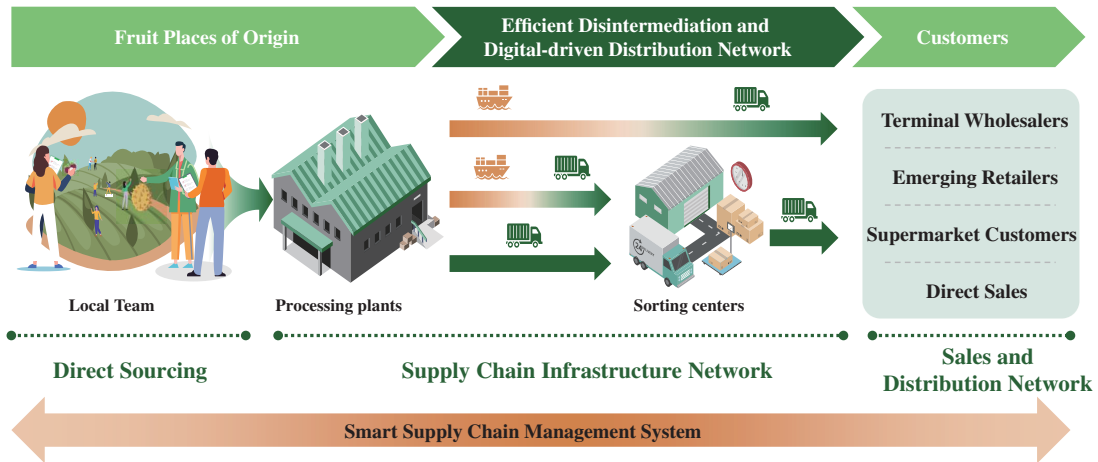 Fruit Places of Origin
Efficient Disintermediation and
Digital-driven Distribution Network
Customers
Terminal Wholesalers
Emerging Retailers
Supermarket Customers
Direct Sales
Local Team
Processing plants
Sorting centers
Direct Sourcing
Supply Chain Infrastructure Network
Sales and
Distribution Network
Smart Supply Chain Management System